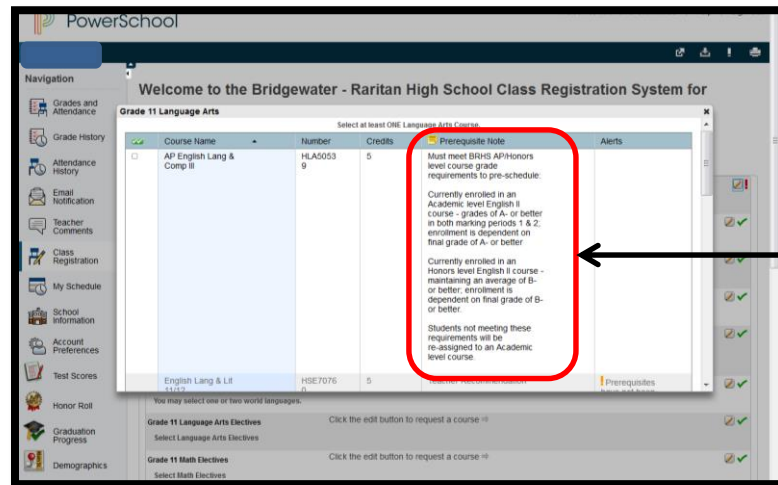 PowerSchool
Navigation
Welcome to the Bridgewater - Raritan High School Class Registration System for
Grades and
Attendance
Grade History
Attendance
History
Email
Notification
Teacher
Comments
Class
Registration
My Schedule
School
Information
Account
Preferences
Test Scores
Honor Roll
Graduation
Progress
Demographics
Grade 11 Language Arts
Select at least ONE Language Arts Course.
Course Name Number Credits Prerequisite Note Alerts
AP English Lang &
Comp III
HLA5053
9
5
Must meet BRHS AP/Honors
level course grade
requirements to pre-schedule:
Currently enrolled in an
Academic level English II
course - grades of A- or better
in both marking periods 1 & 2;
enrollment is dependent on
final grade of A- or better
Currently enrolled in an
Honors level English II course -
maintaining an average of B-
or better; enrollment is
dependent on final grade of B-
or better.
Students not meeting these
requirements will be
re-assigned to an Academic
level course.
English Lang & Lit
11/12
HSE7076
5
Teacher Recommendation
Prerequisites
You may select one or two world languages.
Grade 11 Language Arts Electives
Click the edit button to request a course
Select Language Arts Electives
Grade 11 Math Electives
Click the edit button to request a course
Select Math Electives